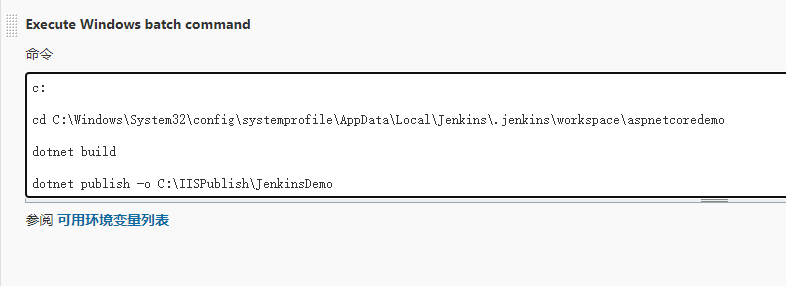 Execute Windows batch command
命令
c:
cd C:\Windows\System32\config\systemprofile\AppData\Local\Jenkins\.jenkins\workspace\aspnetcoredemo
dotnet build
dotnet publish -o C:\IISPublish\JenkinsDemo
参阅 可用环境变量列表